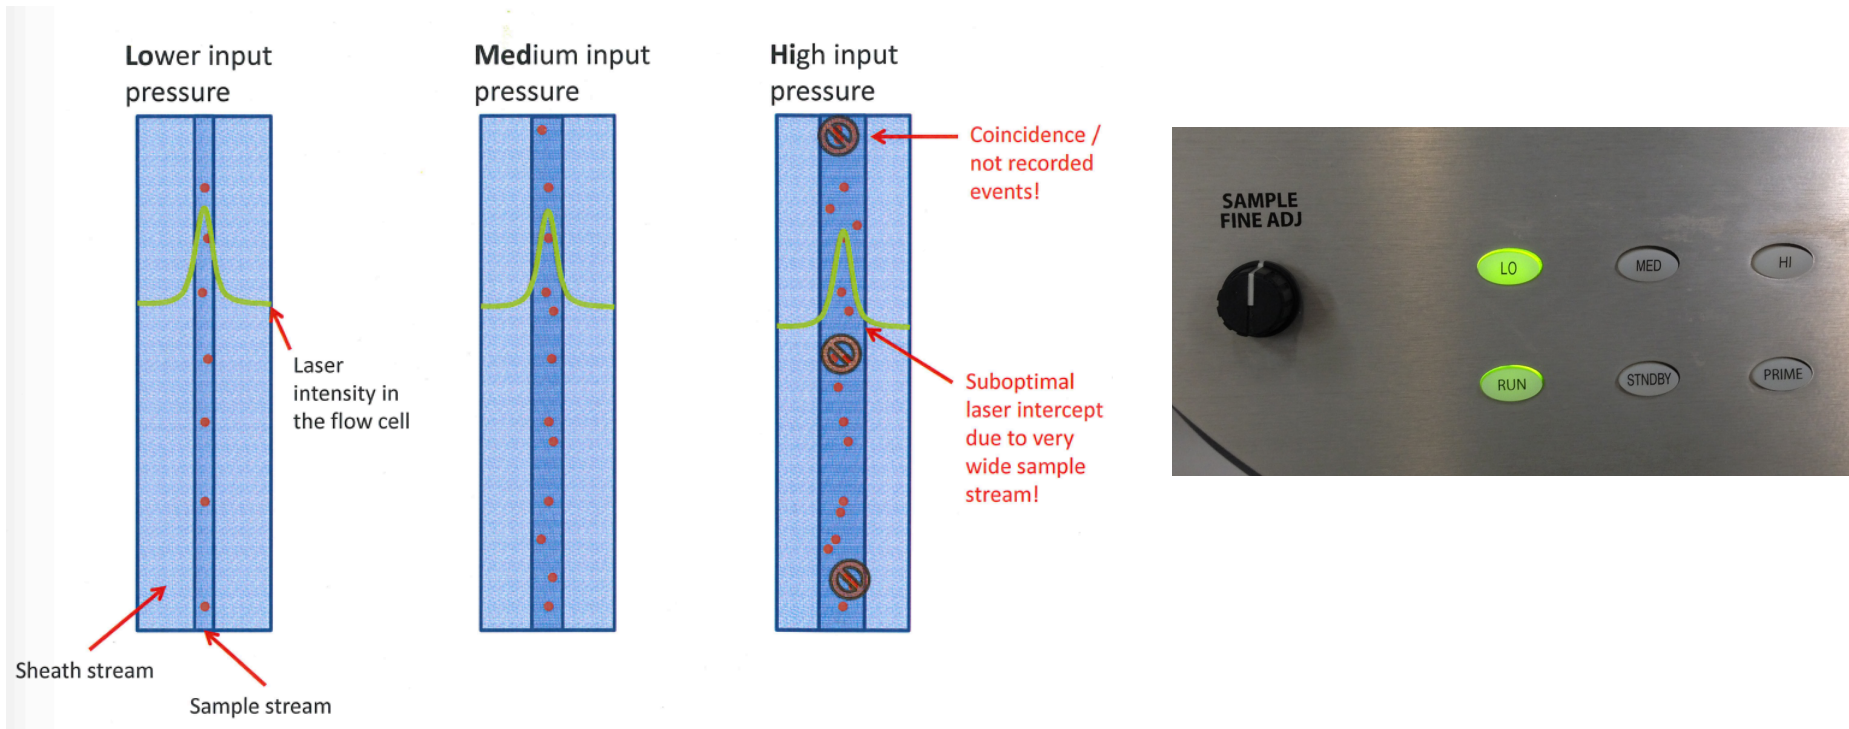 Lower input
pressure
Medium input
pressure
High input
pressure
Coincidence /
not recorded
events!
Laser
intensity in
the flow cell
Suboptimal
laser intercept
due to very
wide sample
stream!
Sheath stream
Sample stream
SAMPLE
FINE ADJ
LO
MED
HI
RUN
STNDBY
PRIME